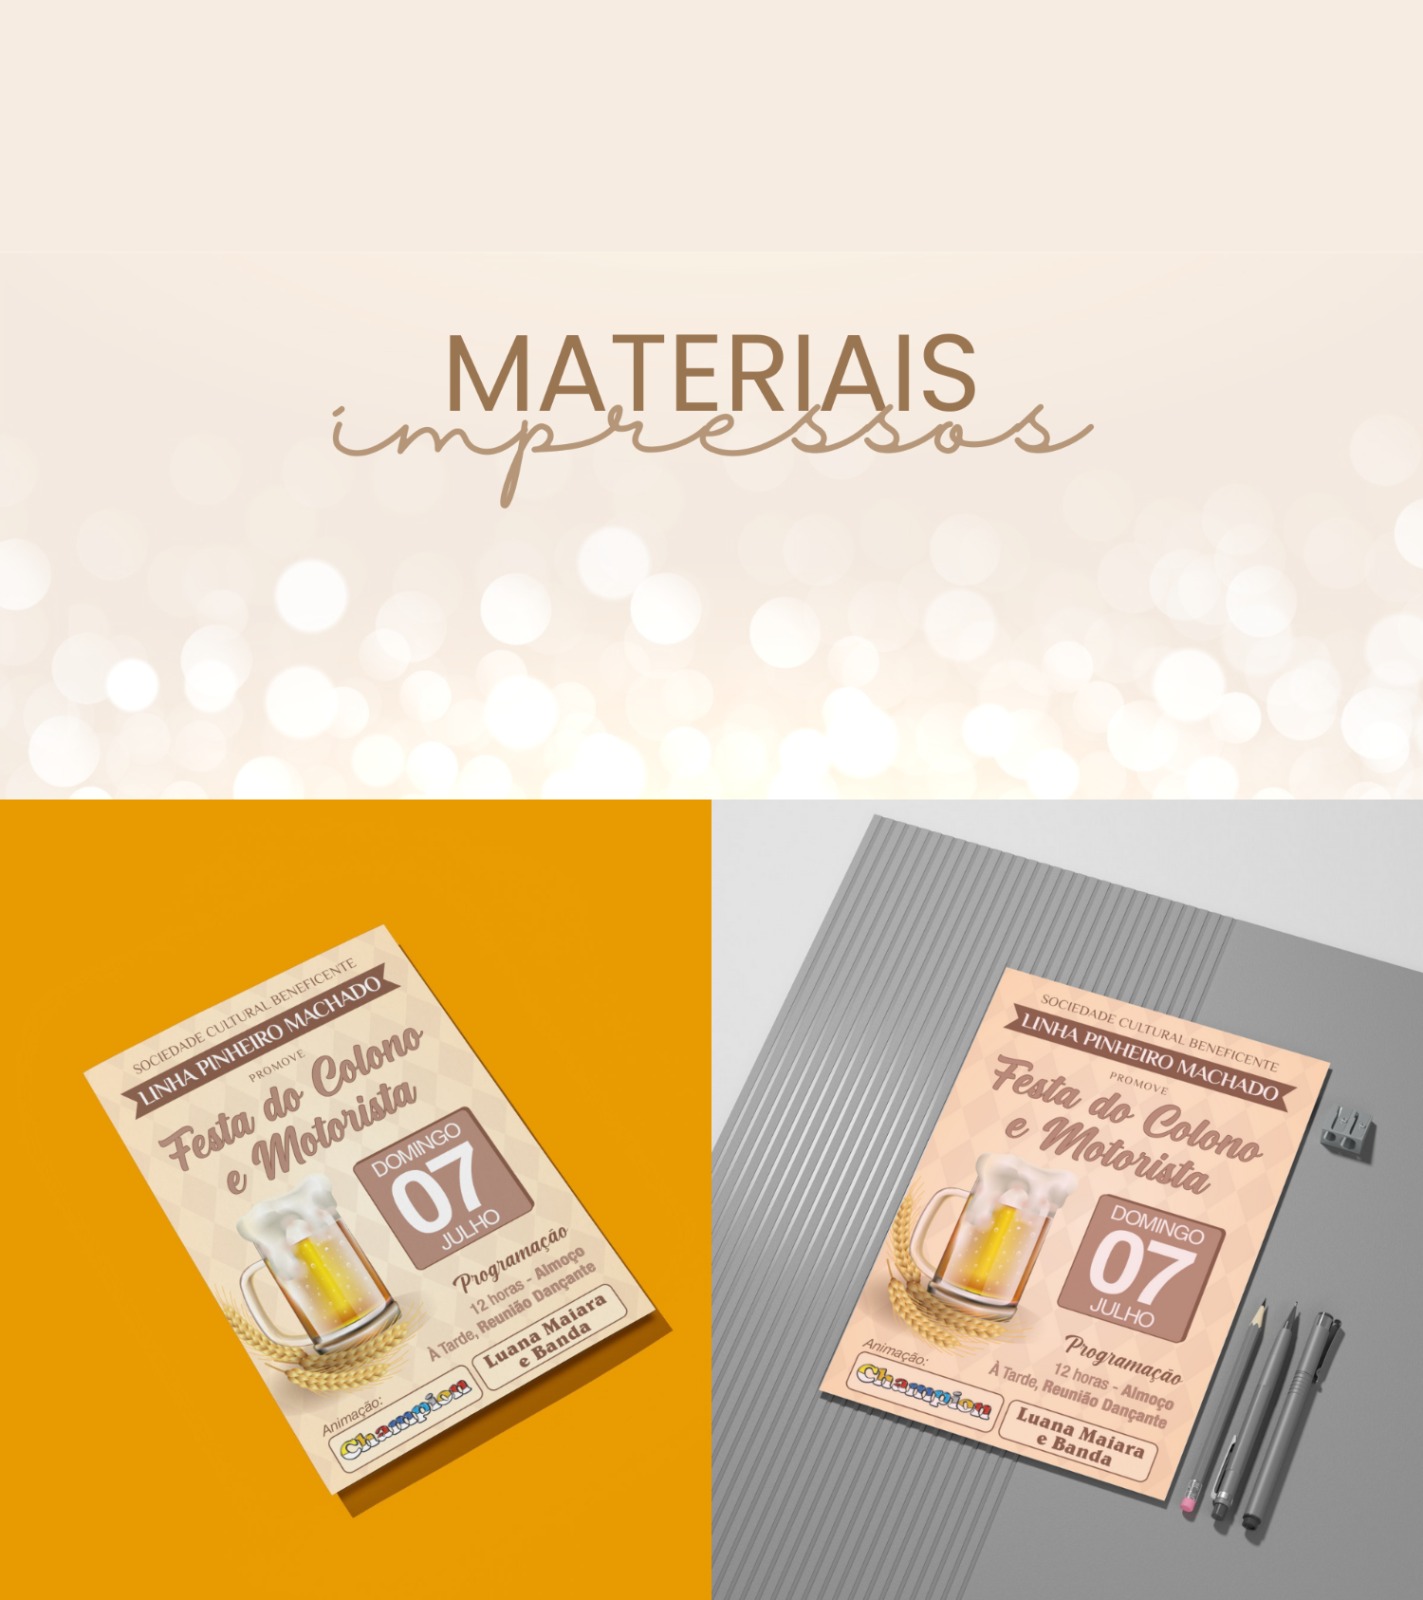 MATERIAIS
impressos
SOCIEDADE CULTURAL BENEFICENTE
LINHA PINHEIRO MACHADO
PROMOVE
Festa do Colono
e Motorista
DOMINGO
07
JULHO
Programação
12 horas - Almoço
À Tarde, Reunião Dançante
Animação:
Champion
Luana Maiara
e Banda
SOCIEDADE CULTURAL BENEFICENTE
LINHA PINHEIRO MACHADO
PROMOVE
Festa do Colono
e Motorista
DOMINGO
07
JULHO
Programação
12 horas - Almoço
À Tarde, Reunião Dançante
Animação:
Champion
Luana Maiara
e Banda